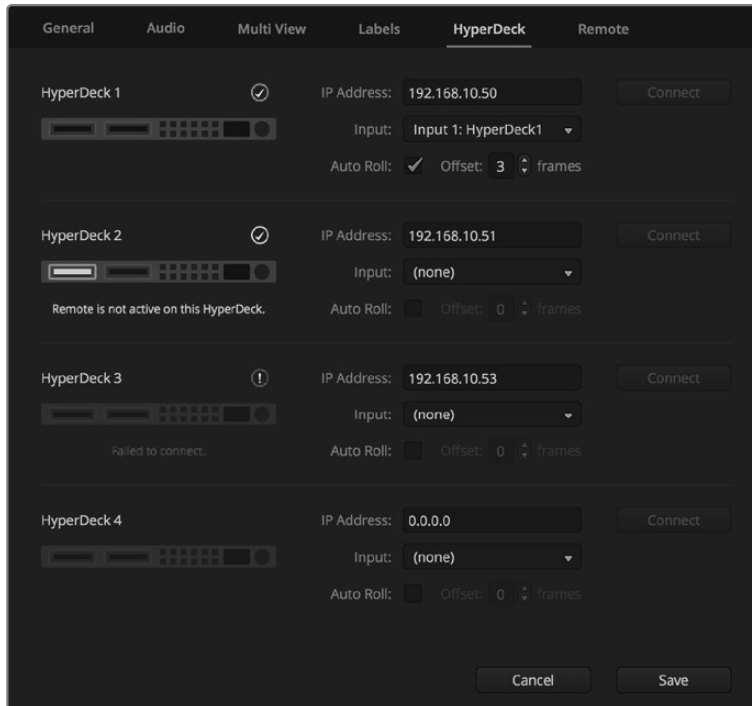 General Audio Multi View Labels HyperDeck Remote
HyperDeck 1 IP Address: 192.168.10.50 Connect
Input: Input 1: HyperDeck1
Auto Roll: Offset: 3 frames
HyperDeck 2 IP Address: 192.168.10.51 Connect
Input: (none)
Remote is not active on this HyperDeck. Auto Roll: Offset: 0 frames
HyperDeck 3 IP Address: 192.168.10.53 Connect
Input: (none)
Failed to connect. Auto Roll: Offset: 0 frames
HyperDeck 4 IP Address: 0.0.0.0 Connect
Input: (none)
Auto Roll: Offset: 0 frames
Cancel Save